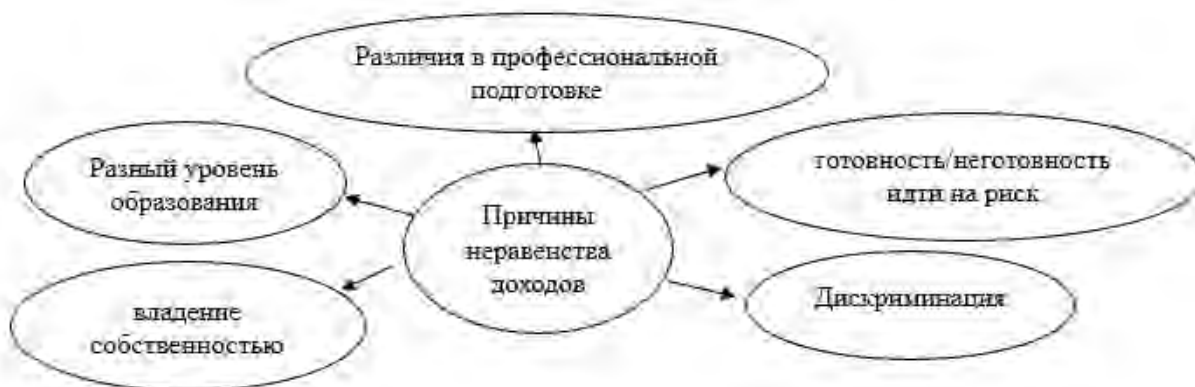 Различия в профессиональной
подготовке
Разный уровень
образования
готовность/неготовность
идти на риск
Причины
неравенства
доходов
владение
собственностью
Дискриминация